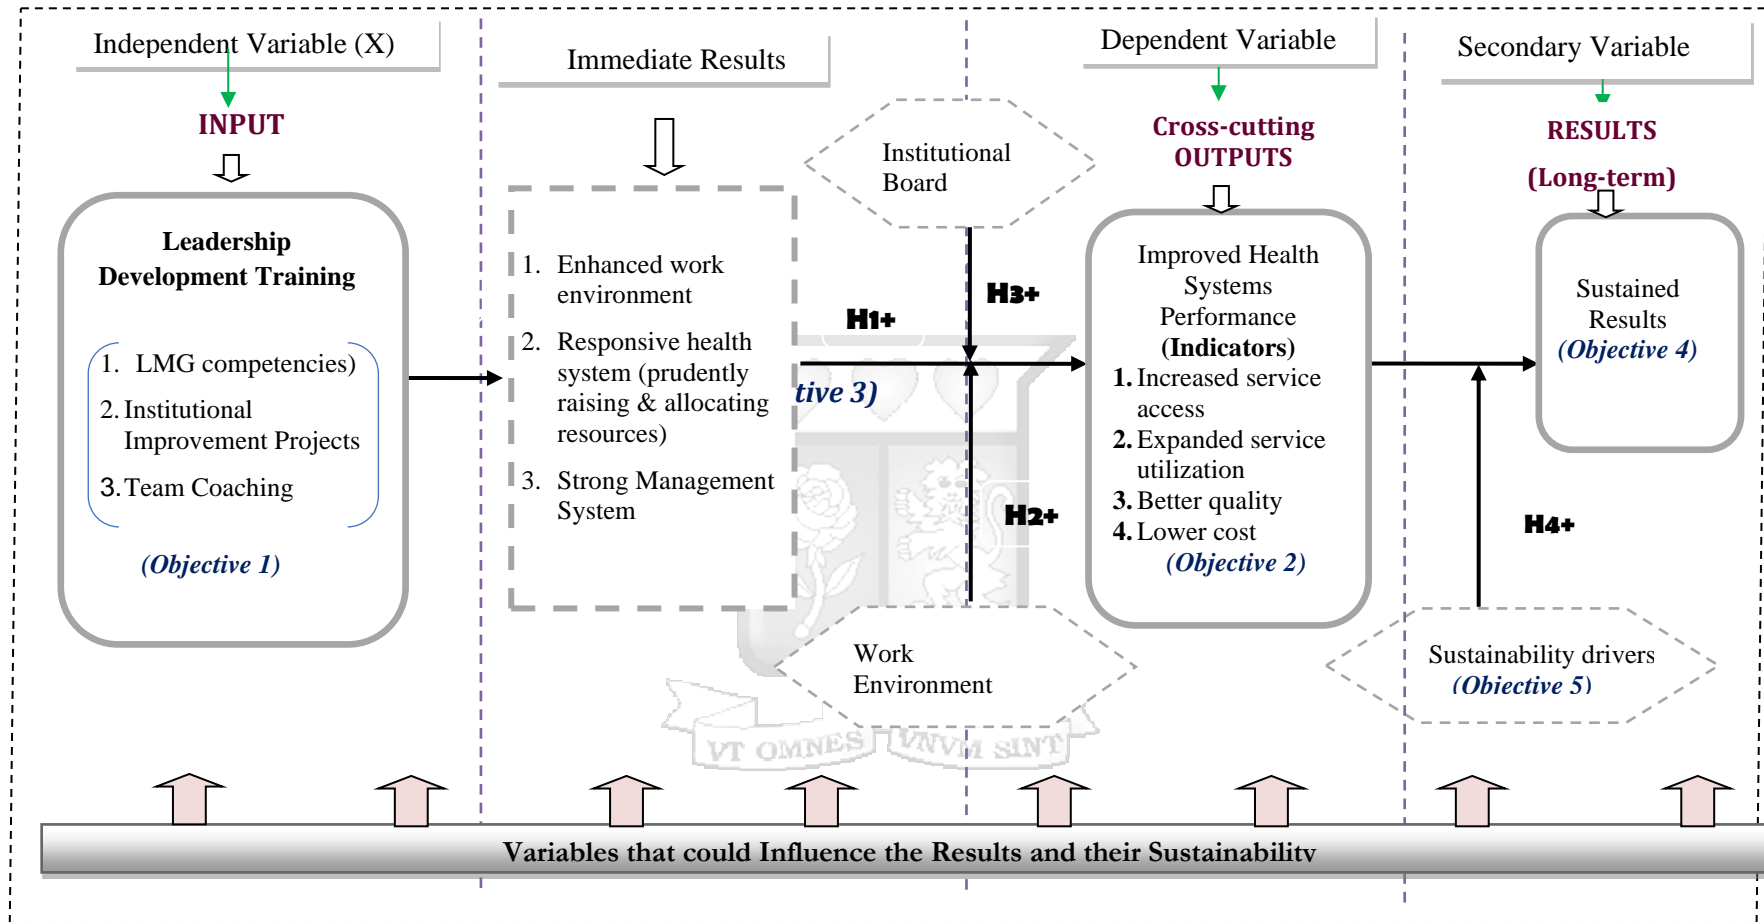 Independent Variable (X)
INPUT
Leadership
Development Training
1. LMG competencies)
2. Institutional
Improvement Projects
3. Team Coaching
(Objective 1)
Immediate Results
1. Enhanced work
environment
2. Responsive health
system (prudently
raising & allocating
resources)
3. Strong Management
System
Institutional
Board
H1+
H3+
tive 3)
H2+
Work
Environment
Dependent Variable
Cross-cutting
OUTPUTS
Improved Health
Systems
Performance
(Indicators)
1. Increased service
access
2. Expanded service
utilization
3. Better quality
4. Lower cost
(Objective 2)
Secondary Variable
RESULTS
(Long-term)
Sustained
Results
(Objective 4)
H4+
Sustainability drivers
(Objective 5)
VT OMNES VNVM SINT
Variables that could Influence the Results and their Sustainability